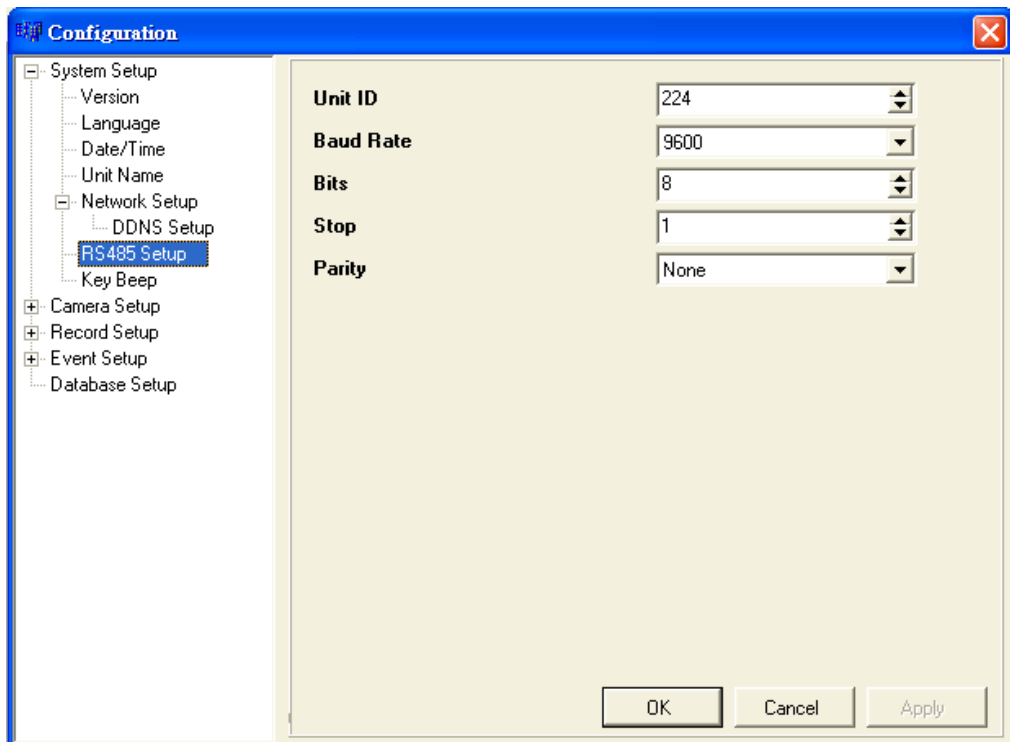 Configuration
System Setup
Version
Language
Date/Time
Unit Name
Network Setup
DDNS Setup
RS485 Setup
Key Beep
Camera Setup
Record Setup
Event Setup
Database Setup
Unit ID 224
Baud Rate 9600
Bits 8
Stop 1
Parity None
OK Cancel Apply